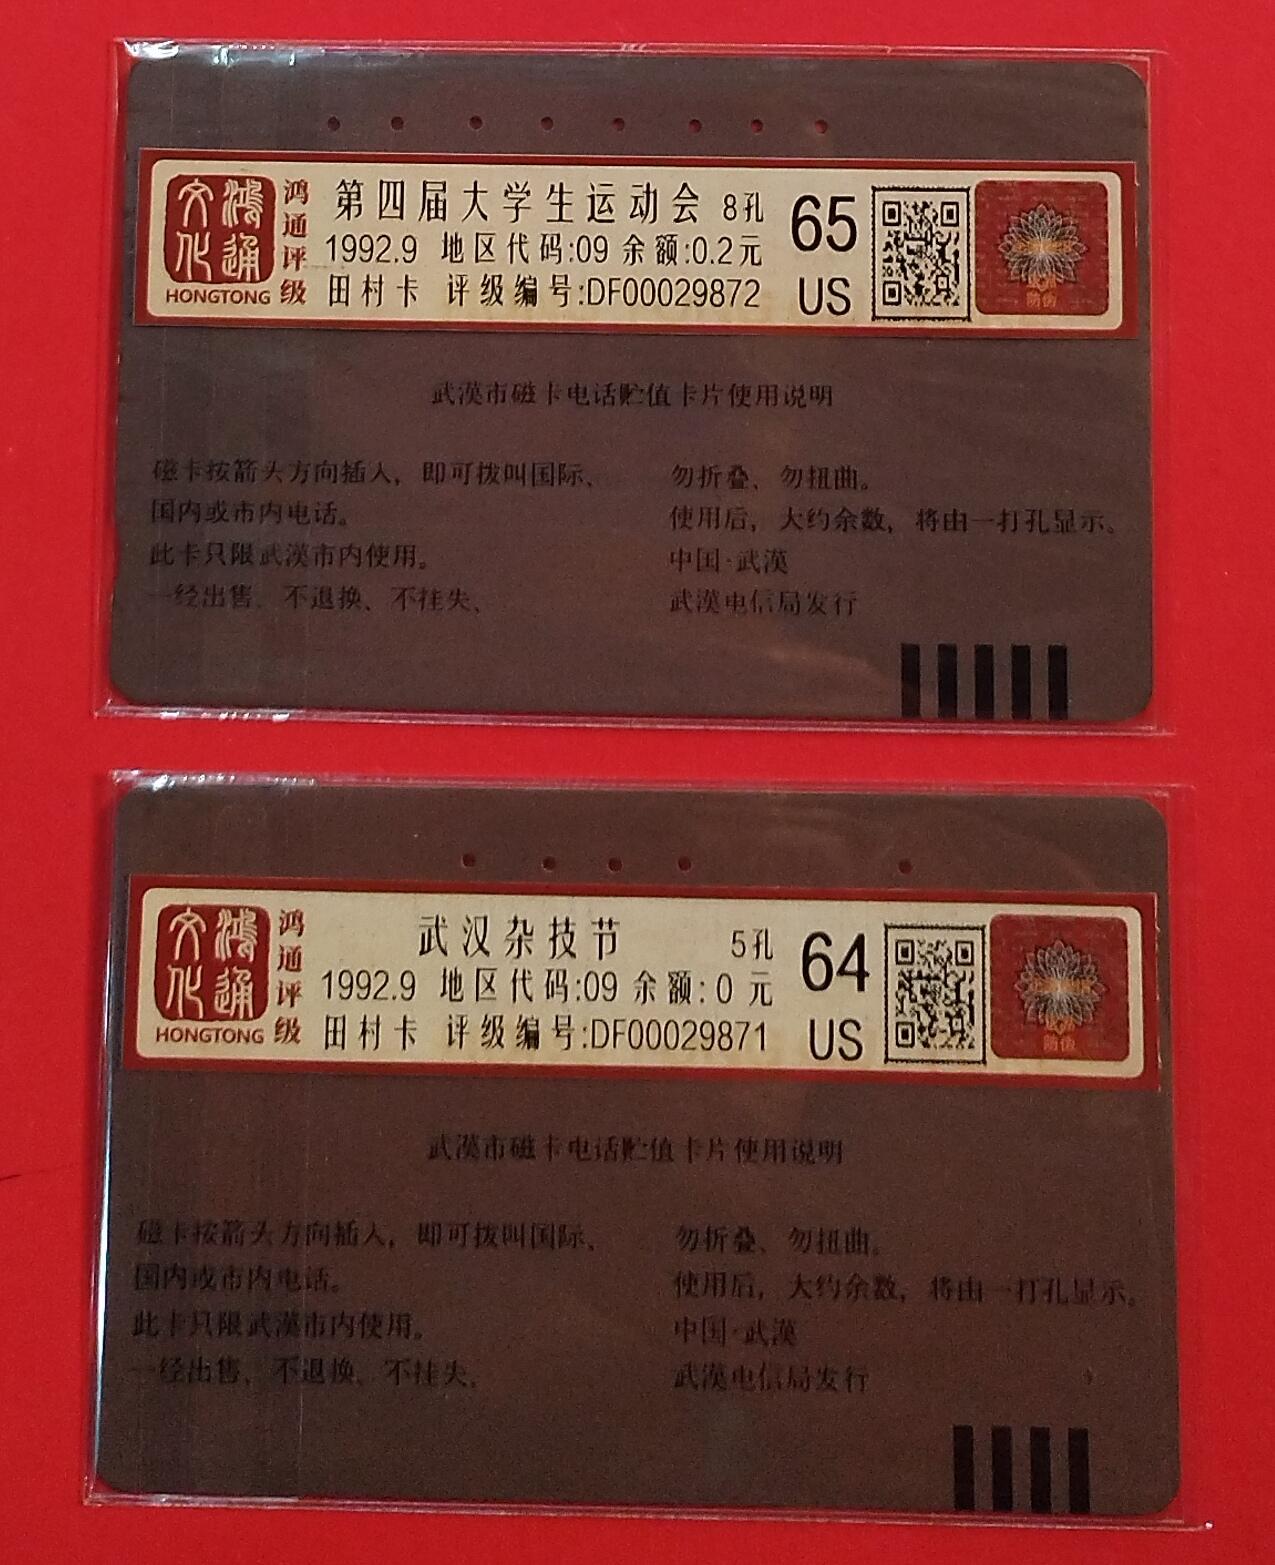 鸿通文化
HONGTONG
鸿通评级
第四届大学生运动会 8孔
1992.9 地区代码:09 余额:0.2元
田村卡 评级编号:DF00029872
65
US
防伪
武漢市磁卡电话贮值卡片使用说明
磁卡按箭头方向插入，即可拨叫国际、
国内或市内电话。
此卡只限武漢市内使用。
一经出售、不退换、不挂失、
勿折叠、勿扭曲。
使用后，大约余数，将由一打孔显示。
中国·武漢
武漢电信局发行
鸿通文化
HONGTONG
鸿通评级
武汉杂技节 5孔
1992.9 地区代码:09 余额:0元
田村卡 评级编号:DF00029871
64
US
防伪
武漢市磁卡电话贮值卡片使用说明
磁卡按箭头方向插入，即可拨叫国际、
国内或市内电话。
此卡只限武漢市内使用。
一经出售、不退换、不挂失、
勿折叠、勿扭曲。
使用后，大约余数，将由一打孔显示。
中国·武漢
武漢电信局发行